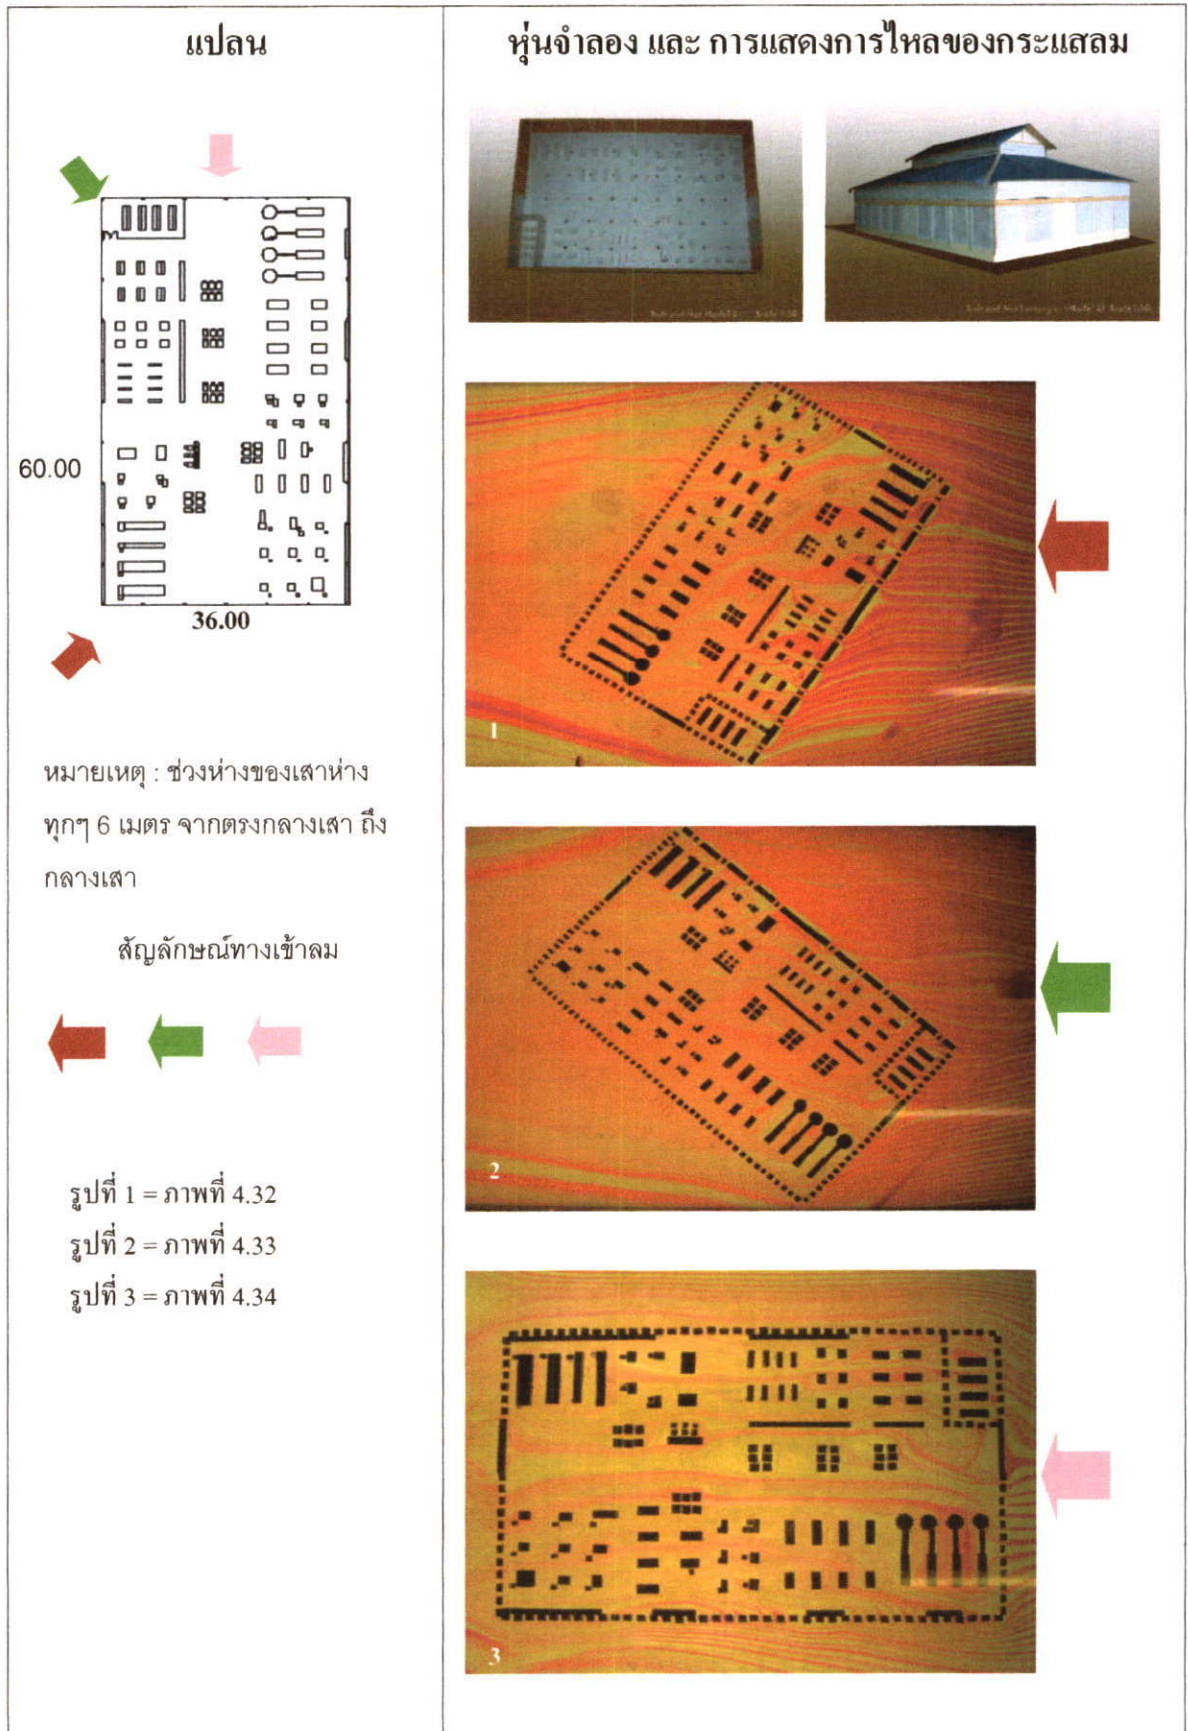 แปลน
หุ่นจำลอง และ การแสดงการไหลของกระแสลม
60.00
36.00
หมายเหตุ : ช่วงห่างของเสาห่าง
ทุกๆ 6 เมตร จากตรงกลางเสา ถึง
กลางเสา
สัญลักษณ์ทางเข้าลม
รูปที่ 1 = ภาพที่ 4.32
รูปที่ 2 = ภาพที่ 4.33
รูปที่ 3 = ภาพที่ 4.34
1
2
3